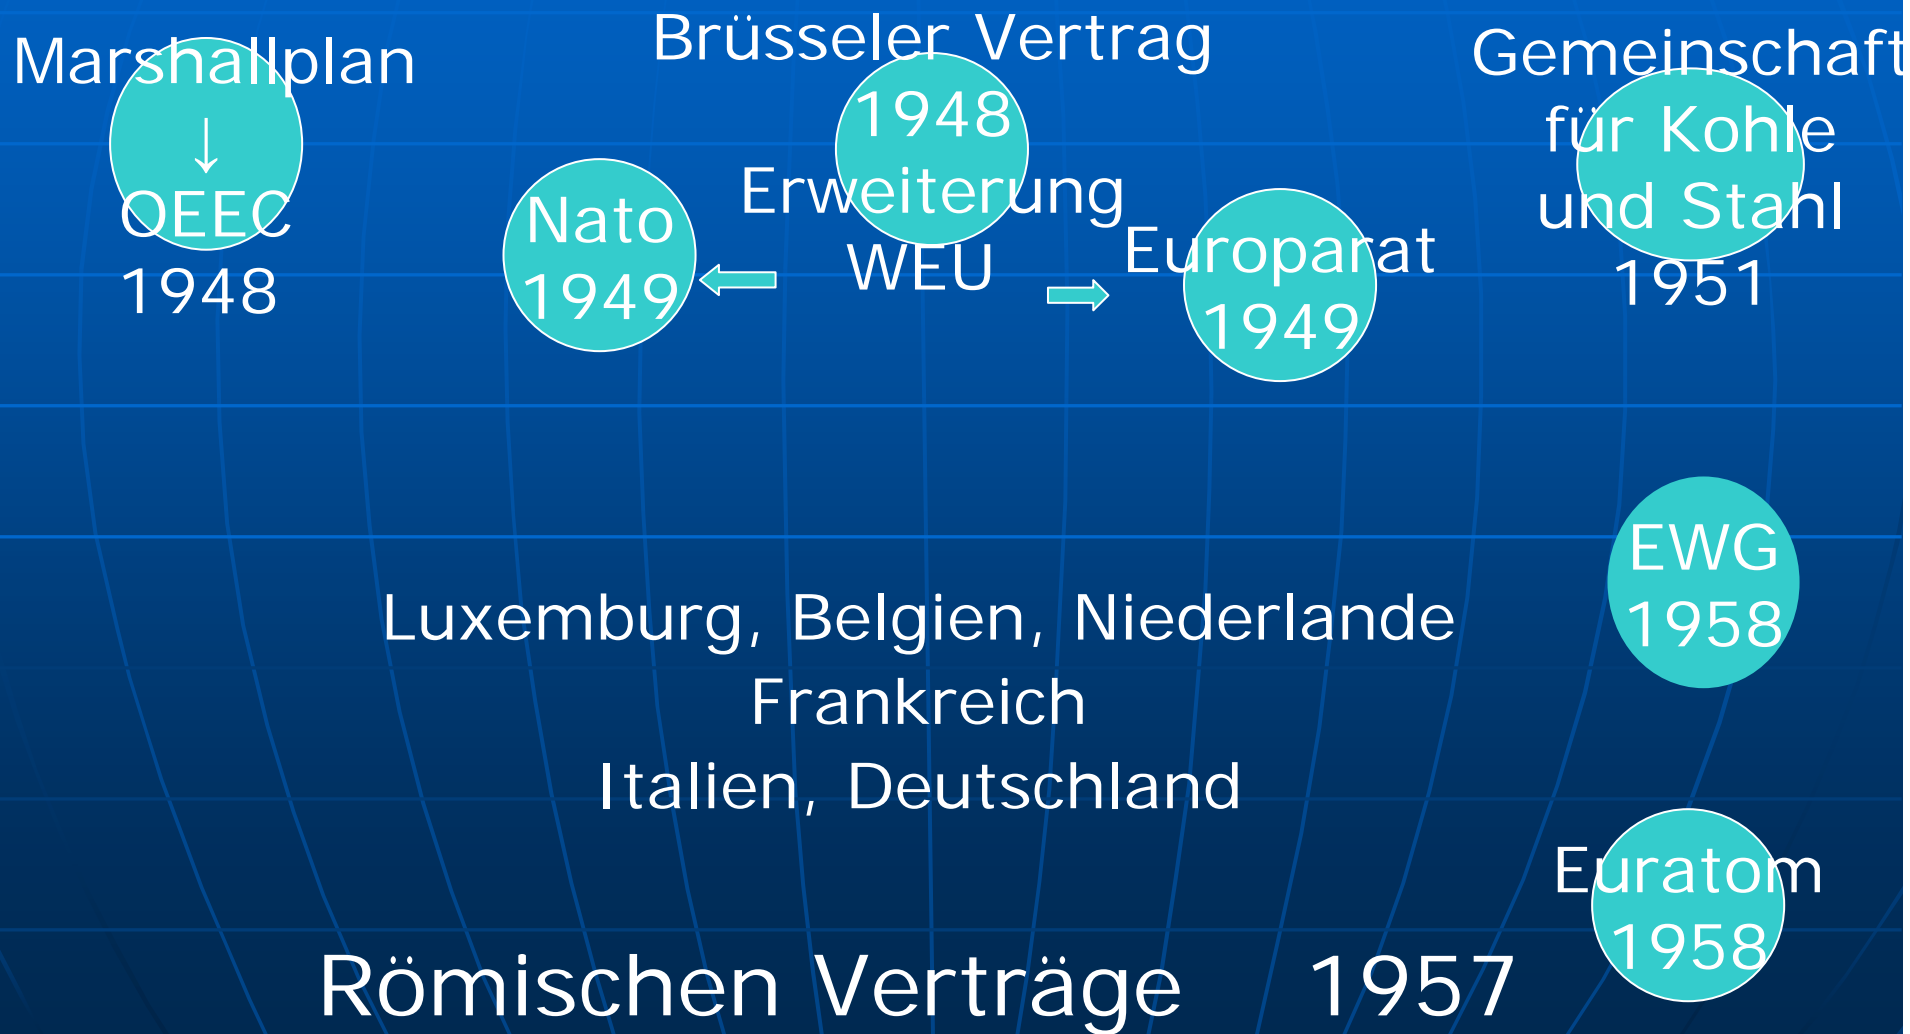 Marshallplan
↓
OEEC
1948
Nato
1949
Brüsseler Vertrag
1948
Erweiterung
WEU
Europarat
1949
Gemeinschaft
für Kohle
und Stahl
1951
EWG
1958
Luxemburg, Belgien, Niederlande
Frankreich
Italien, Deutschland
Euratom
1958
Römischen Verträge 1957